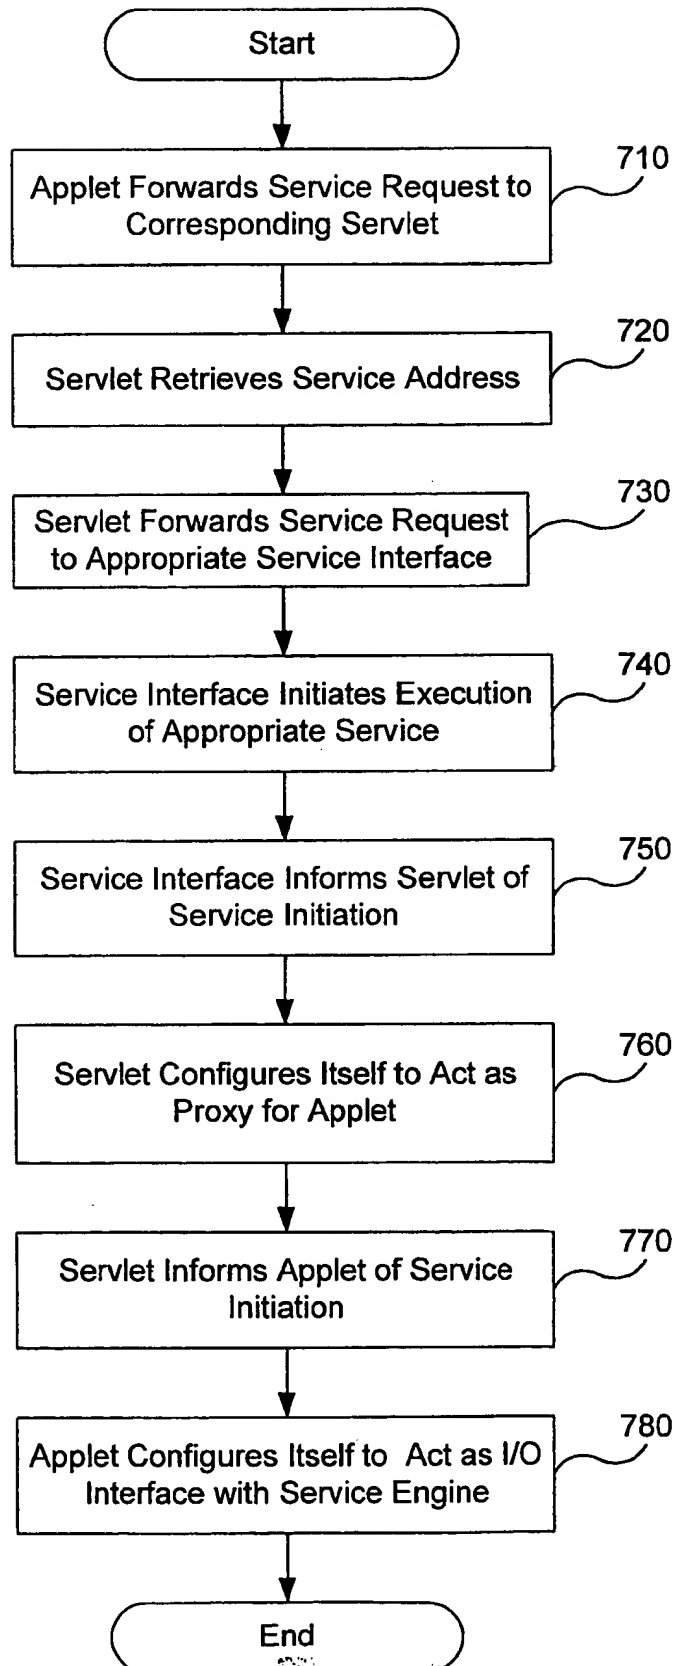 Start
710
Applet Forwards Service Request to
Corresponding Servlet
720
Servlet Retrieves Service Address
730
Servlet Forwards Service Request
to Appropriate Service Interface
740
Service Interface Initiates Execution
of Appropriate Service
750
Service Interface Informs Servlet of
Service Initiation
760
Servlet Configures Itself to Act as
Proxy for Applet
770
Servlet Informs Applet of Service
Initiation
780
Applet Configures Itself to Act as I/O
Interface with Service Engine
End